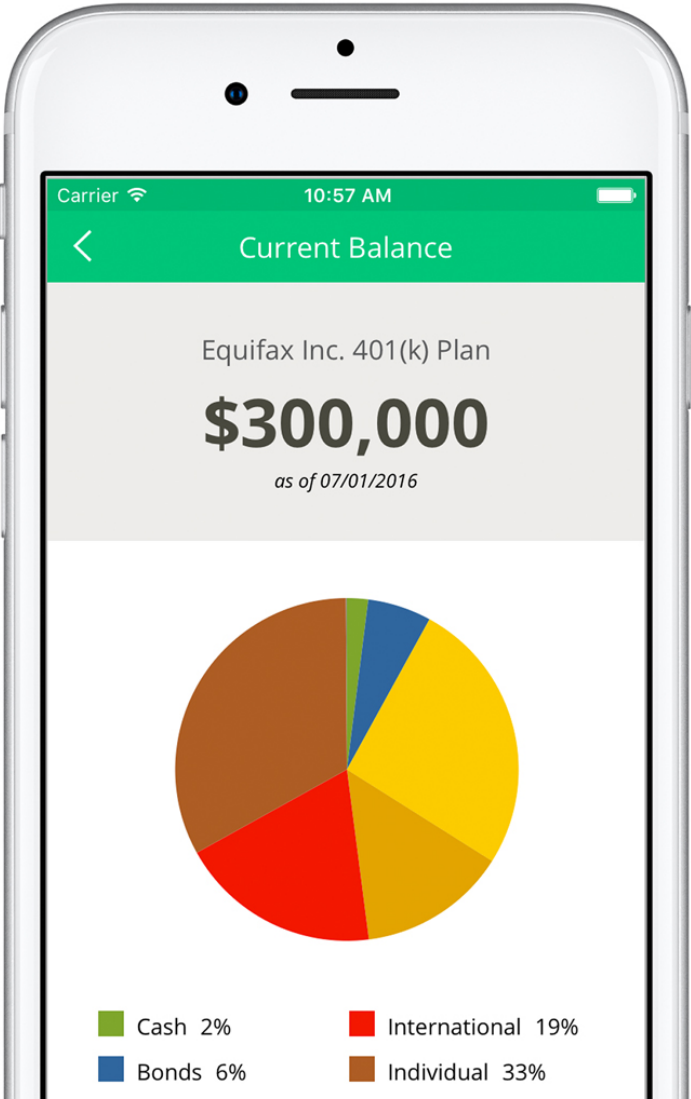 Carrier 10:57 AM
Current Balance
Equifax Inc. 401(k) Plan
$300,000
as of 07/01/2016
Cash 2% International 19%
Bonds 6% Individual 33%